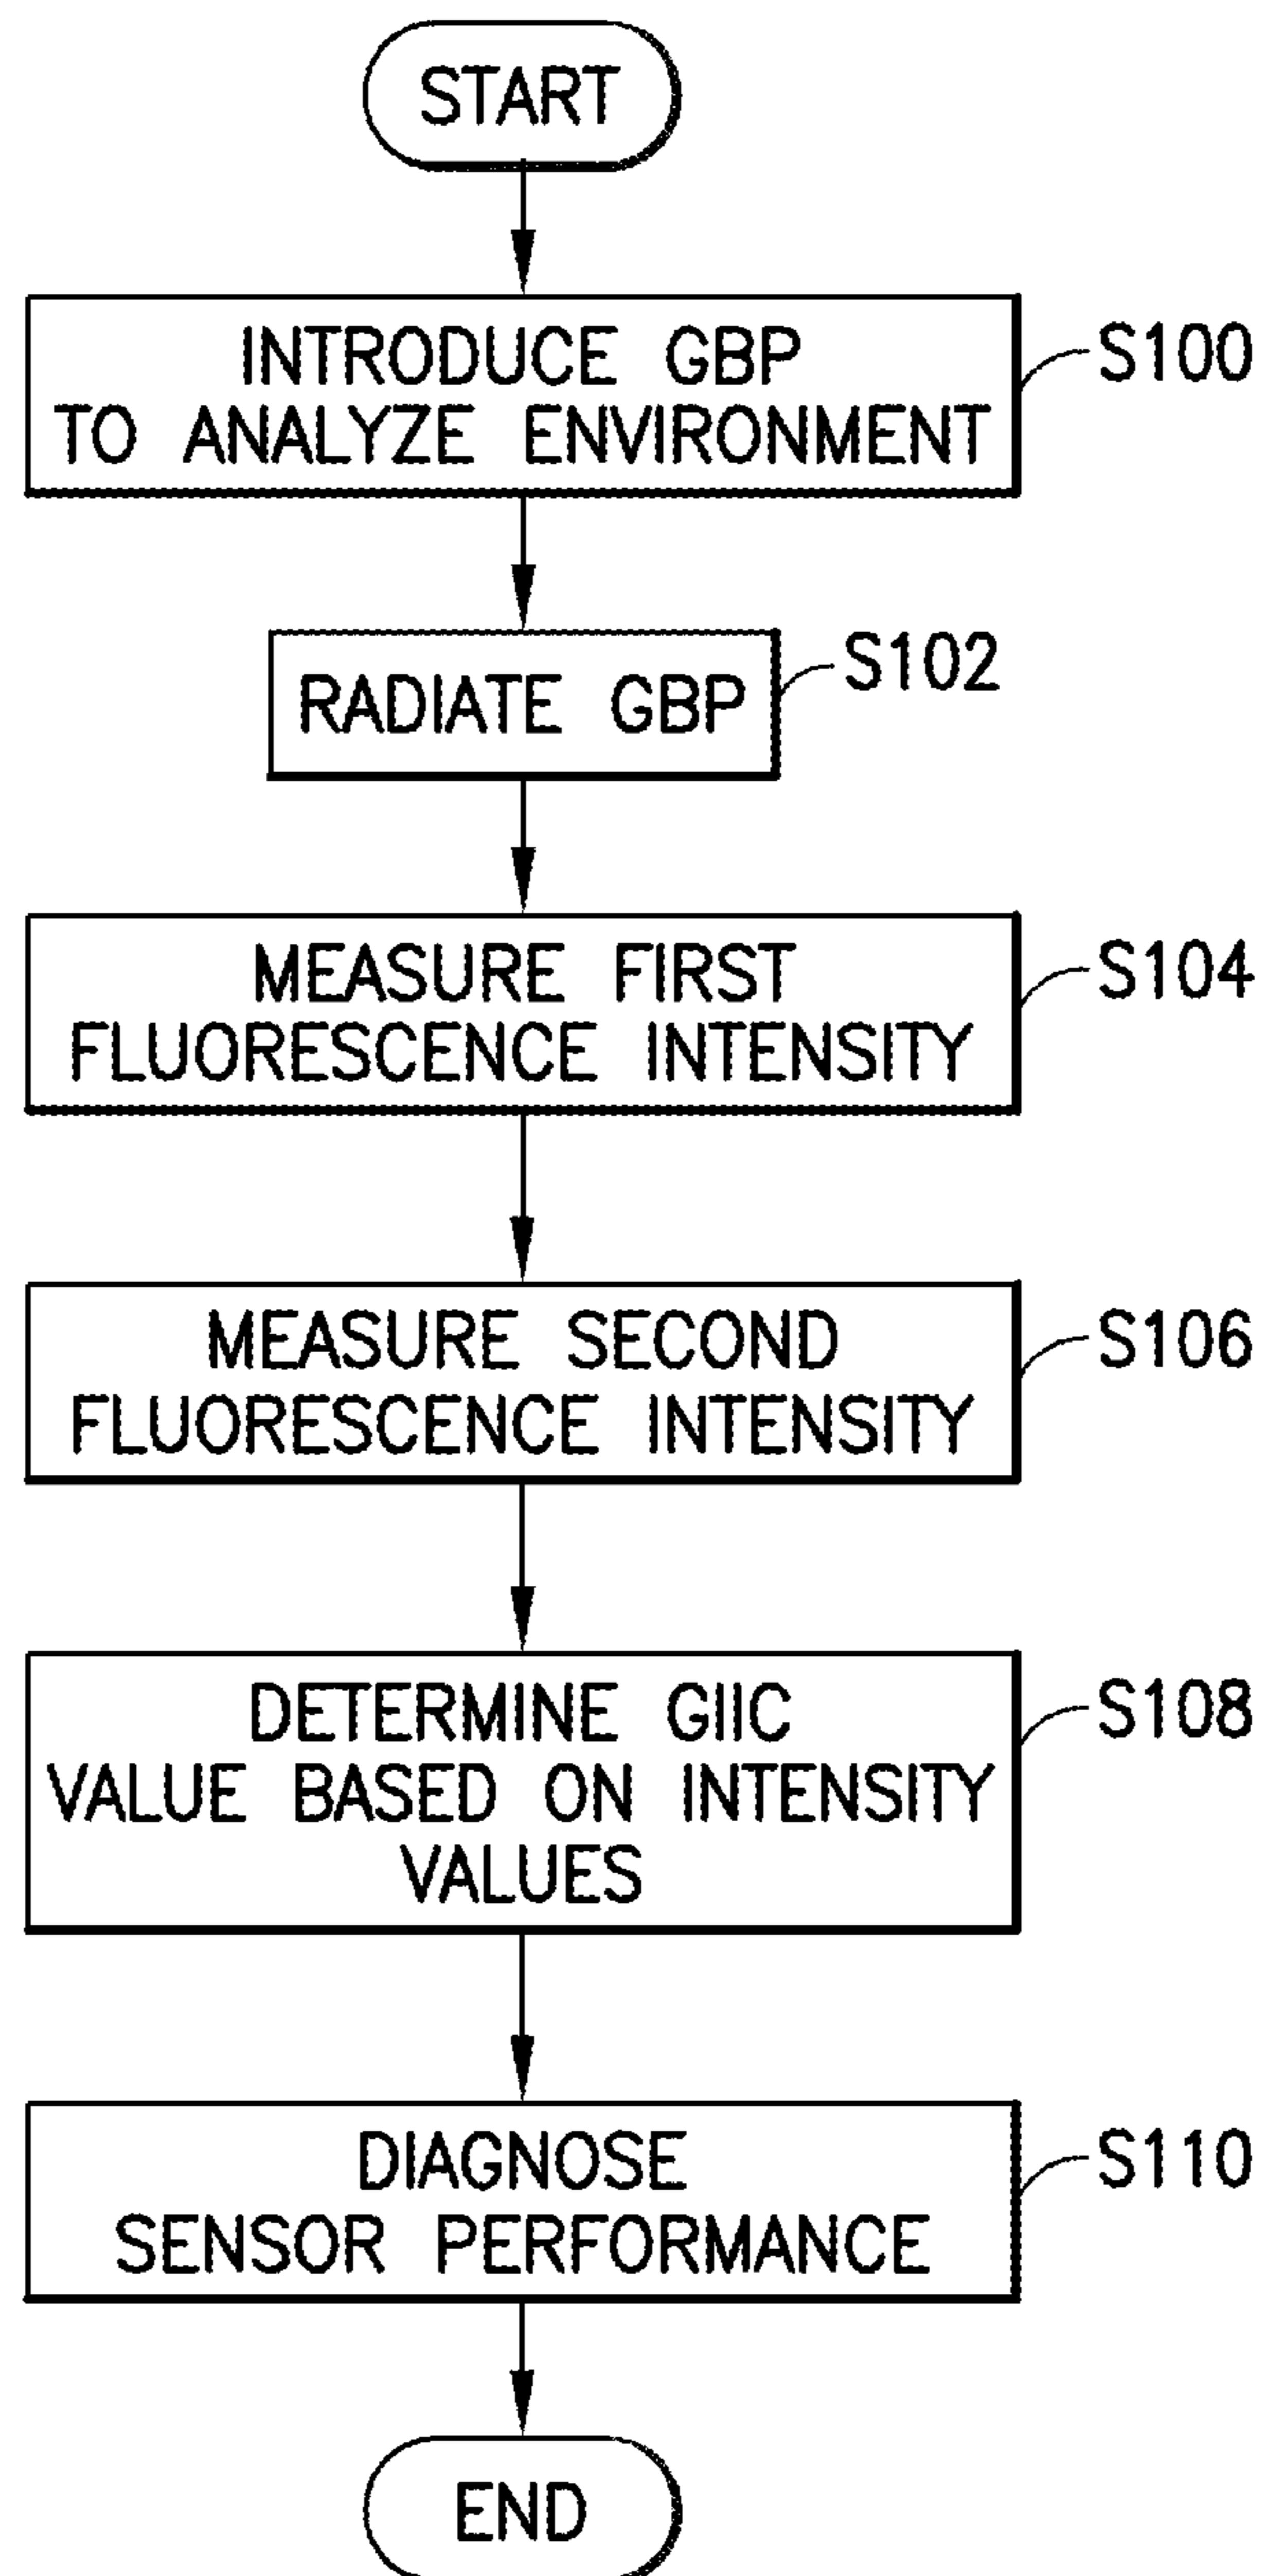 START
INTRODUCE GBP
TO ANALYZE ENVIRONMENT
S100
RADIATE GBP
S102
MEASURE FIRST
FLUORESCENCE INTENSITY
S104
MEASURE SECOND
FLUORESCENCE INTENSITY
S106
DETERMINE GIIC
VALUE BASED ON INTENSITY
VALUES
S108
DIAGNOSE
SENSOR PERFORMANCE
S110
END